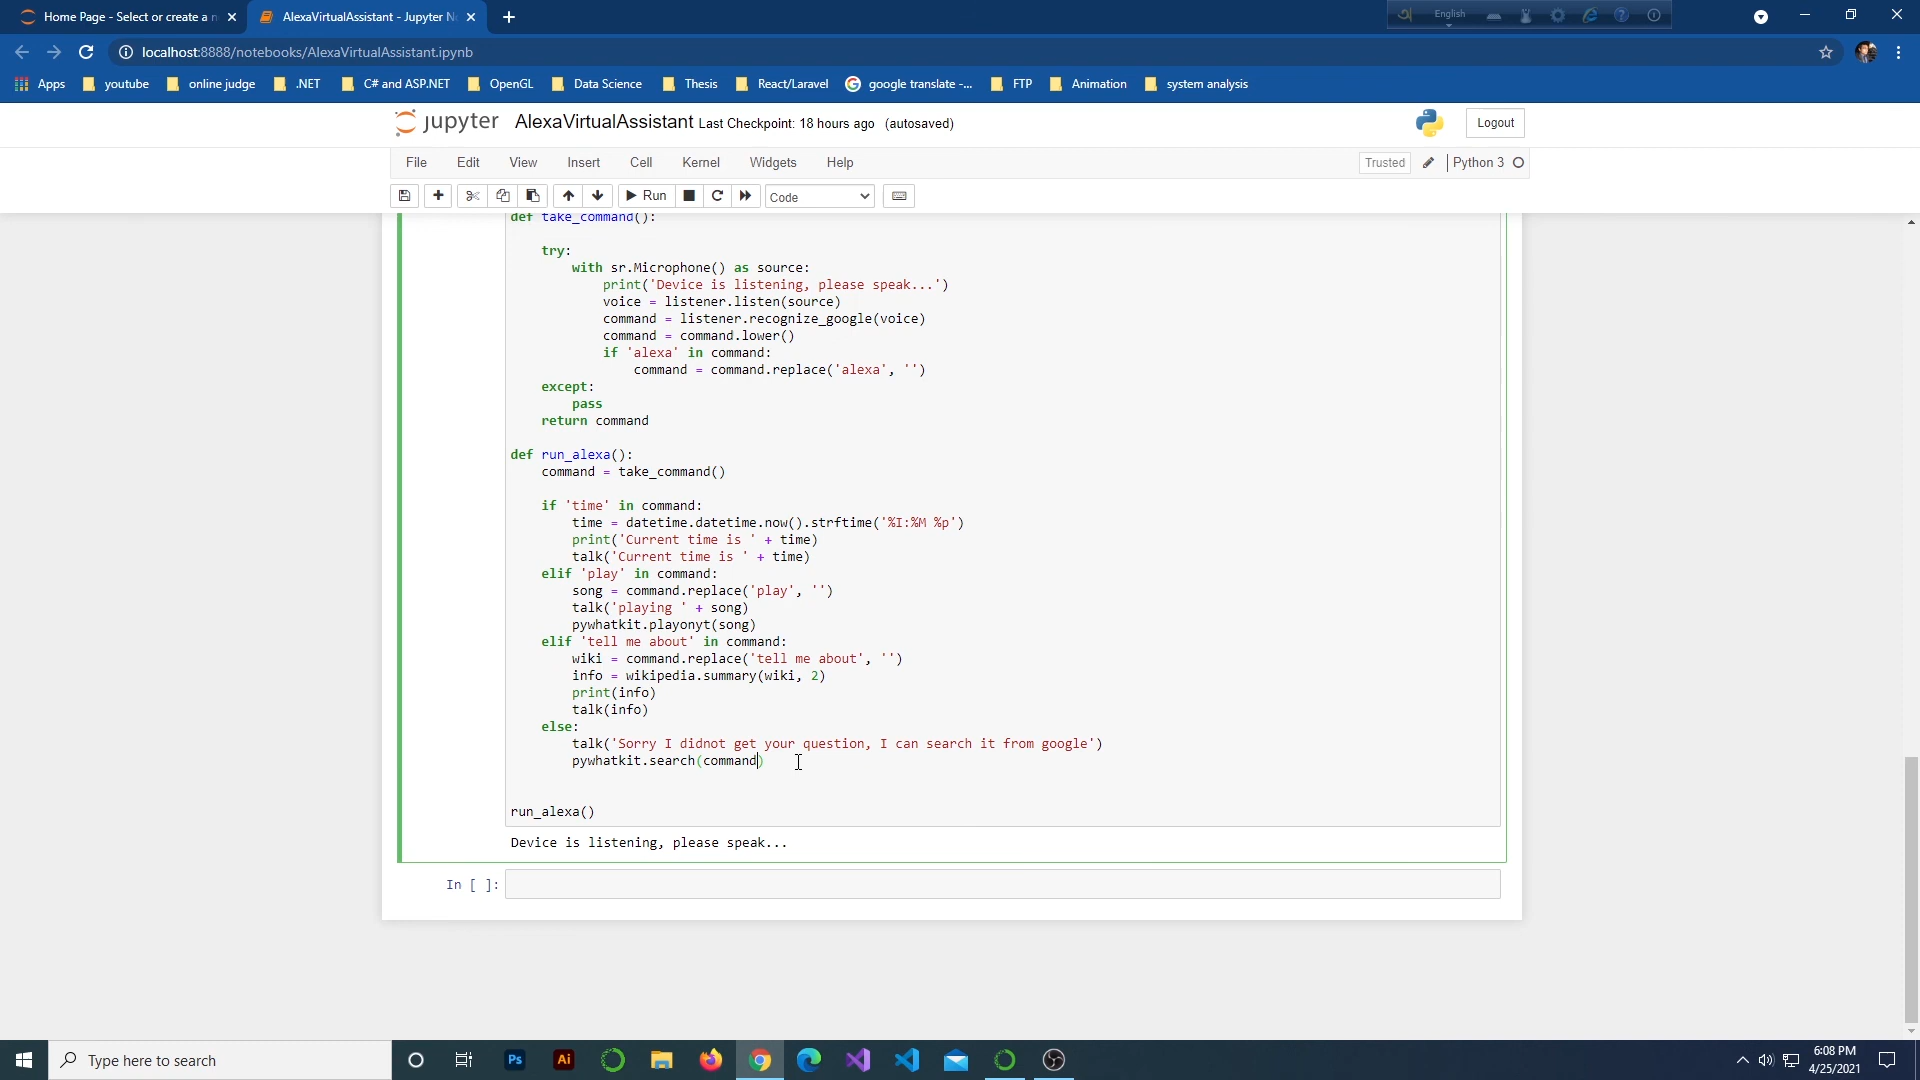 Home Page - Select or create a n
AlexaVirtualAssistant - Jupyter N
English
localhost:8888/notebooks/AlexaVirtualAssistant.ipynb
Apps youtube online judge .NET C# and ASP.NET OpenGL Data Science Thesis React/Laravel google translate -... FTP Animation system analysis
jupyter AlexaVirtualAssistant Last Checkpoint: 18 hours ago (autosaved) Logout
File Edit View Insert Cell Kernel Widgets Help Trusted Python 3
Run Code
def take_command():
try:
with sr.Microphone() as source:
print('Device is listening, please speak...')
voice = listener.listen(source)
command = listener.recognize_google(voice)
command = command.lower()
if 'alexa' in command:
command = command.replace('alexa', '')
except:
pass
return command
def run_alexa():
command = take_command()
if 'time' in command:
time = datetime.datetime.now().strftime('%I:%M %p')
print('Current time is ' + time)
talk('Current time is ' + time)
elif 'play' in command:
song = command.replace('play', '')
talk('playing ' + song)
pywhatkit.playonyt(song)
elif 'tell me about' in command:
wiki = command.replace('tell me about', '')
info = wikipedia.summary(wiki, 2)
print(info)
talk(info)
else:
talk('Sorry I didnot get your question, I can search it from google')
pywhatkit.search(command)
run_alexa()
Device is listening, please speak...
In [ ]:
Type here to search
Ps Ai
6:08 PM
4/25/2021